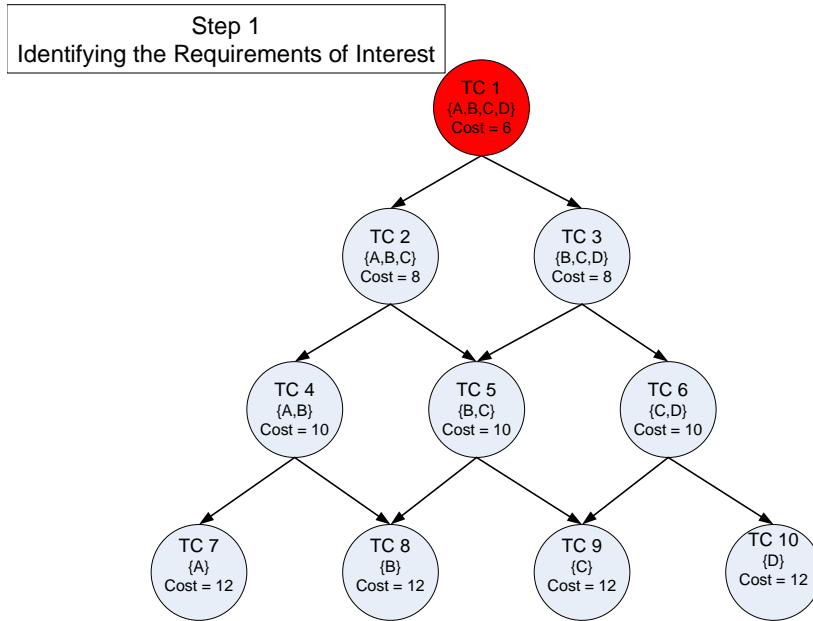 Step 1
Identifying the Requirements of Interest
TC 1
{A,B,C,D}
Cost = 6
TC 2
{A,B,C}
Cost = 8
TC 3
{B,C,D}
Cost = 8
TC 4
{A,B}
Cost = 10
TC 5
{B,C}
Cost = 10
TC 6
{C,D}
Cost = 10
TC 7
{A}
Cost = 12
TC 8
{B}
Cost = 12
TC 9
{C}
Cost = 12
TC 10
{D}
Cost = 12